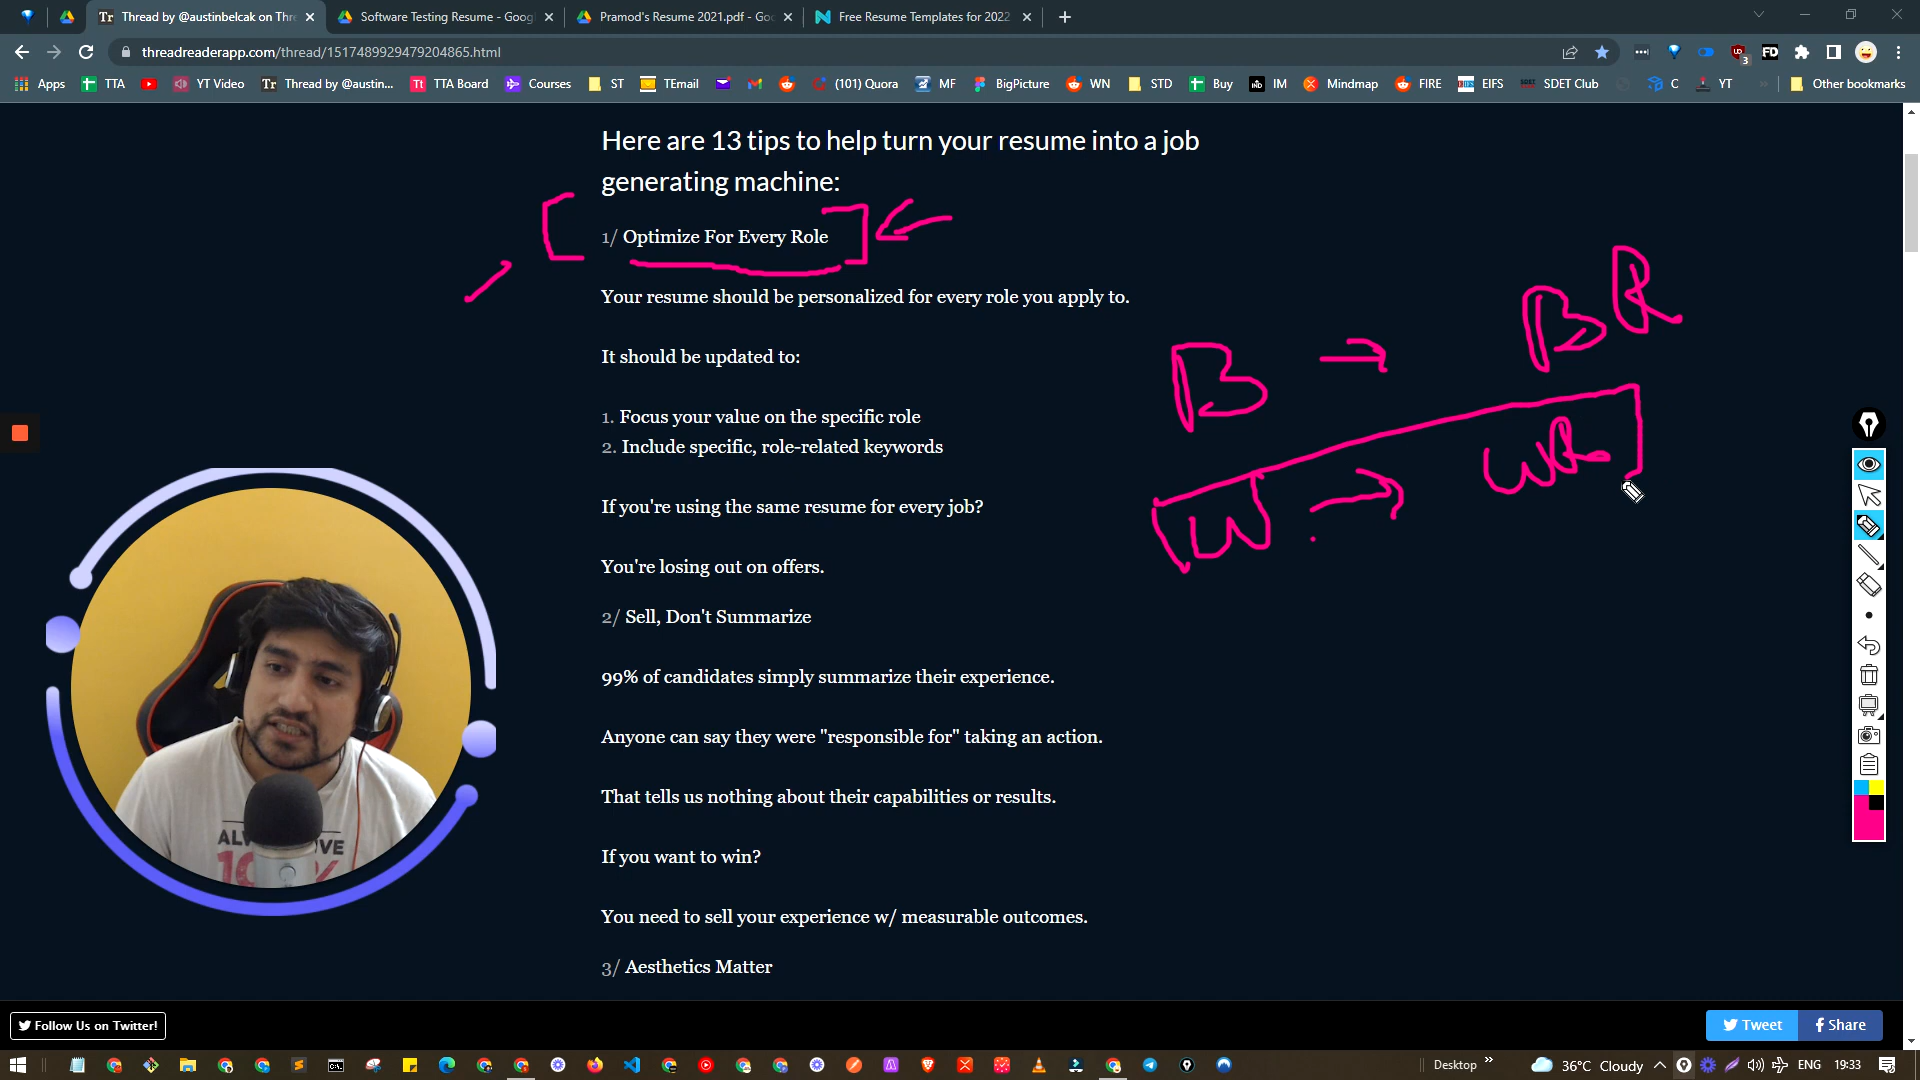 Thread by @austinbelcak on Thr
Software Testing Resume - Goog
Pramod's Resume 2021.pdf - Goo
Free Resume Templates for 2022
threadreaderapp.com/thread/1517489929479204865.html
Apps
TTA
YT Video
Thread by @austin...
TTA Board
Courses
ST
TEmail
(101) Quora
MF
BigPicture
WN
STD
Buy
IM
Mindmap
FIRE
EIFS
SDET Club
C
YT
Other bookmarks
Here are 13 tips to help turn your resume into a job
generating machine:
1/ Optimize For Every Role
Your resume should be personalized for every role you apply to.
It should be updated to:
1. Focus your value on the specific role
2. Include specific, role-related keywords
If you're using the same resume for every job?
You're losing out on offers.
2/ Sell, Don't Summarize
99% of candidates simply summarize their experience.
Anyone can say they were "responsible for" taking an action.
That tells us nothing about their capabilities or results.
If you want to win?
You need to sell your experience w/ measurable outcomes.
3/ Aesthetics Matter
B → BR
W → WR
Follow Us on Twitter!
Tweet
Share
Desktop
36°C Cloudy
ENG
19:33